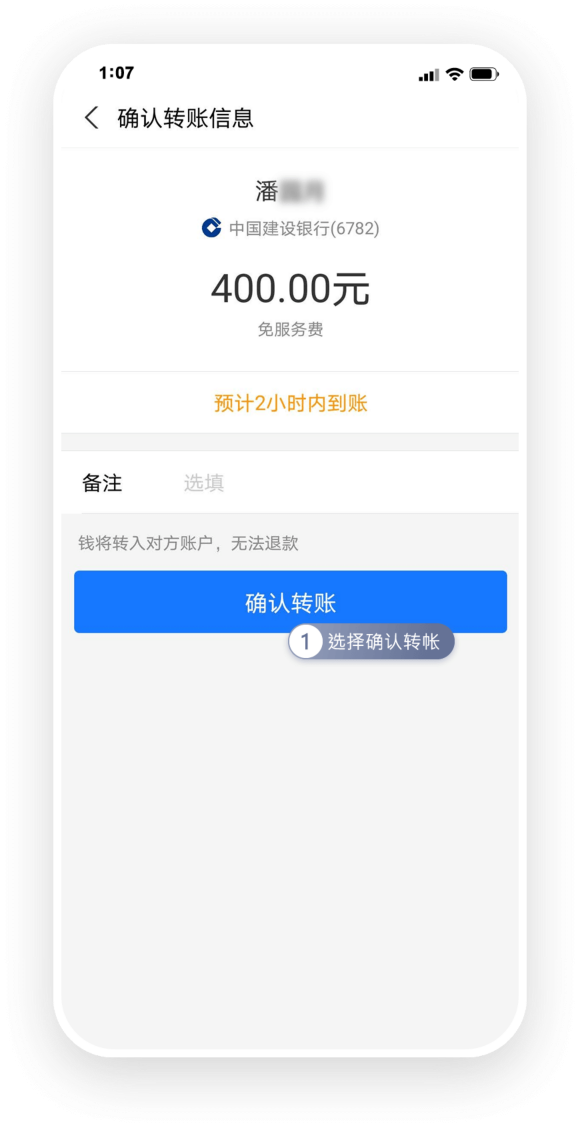 1:07
确认转账信息
潘
中国建设银行(6782)
400.00元
免服务费
预计2小时内到账
备注 选填
钱将转入对方账户，无法退款
确认转账
1 选择确认转帐